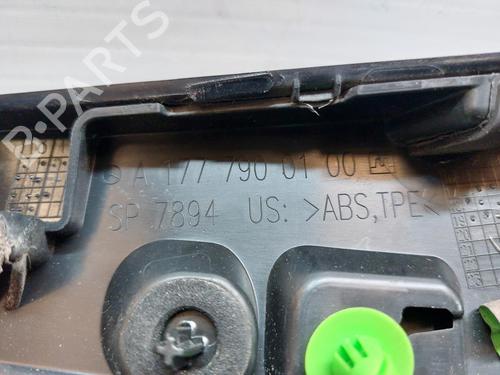 B-PARTS
A 177 790 01 00
SP 7894 US: >ABS,TPE<